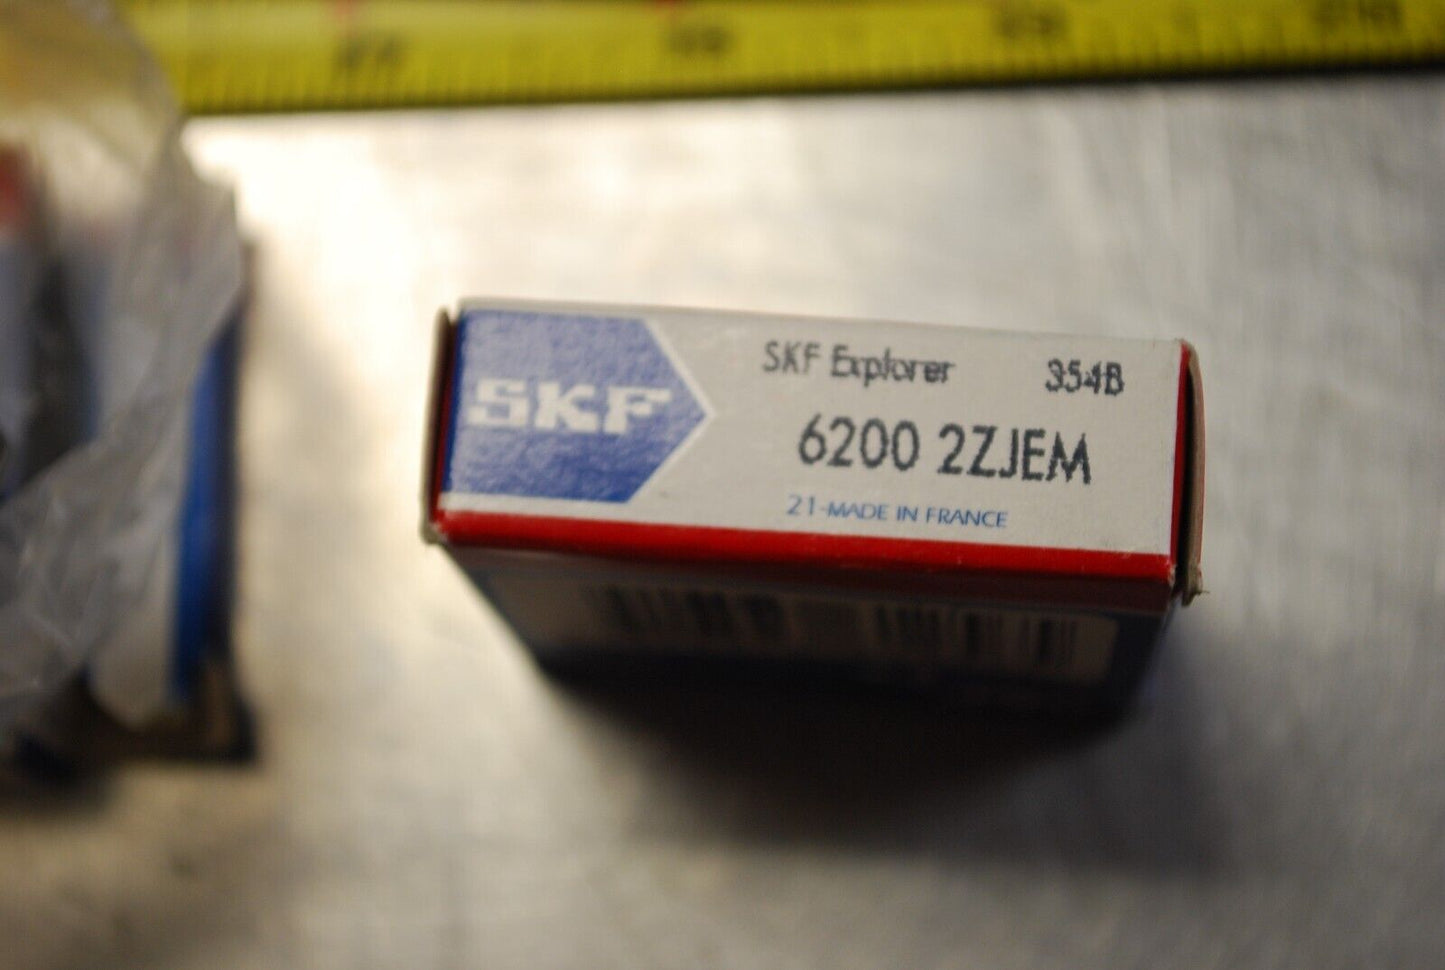 SKF
SKF Explorer 354B
6200 2ZJEM
21-MADE IN FRANCE